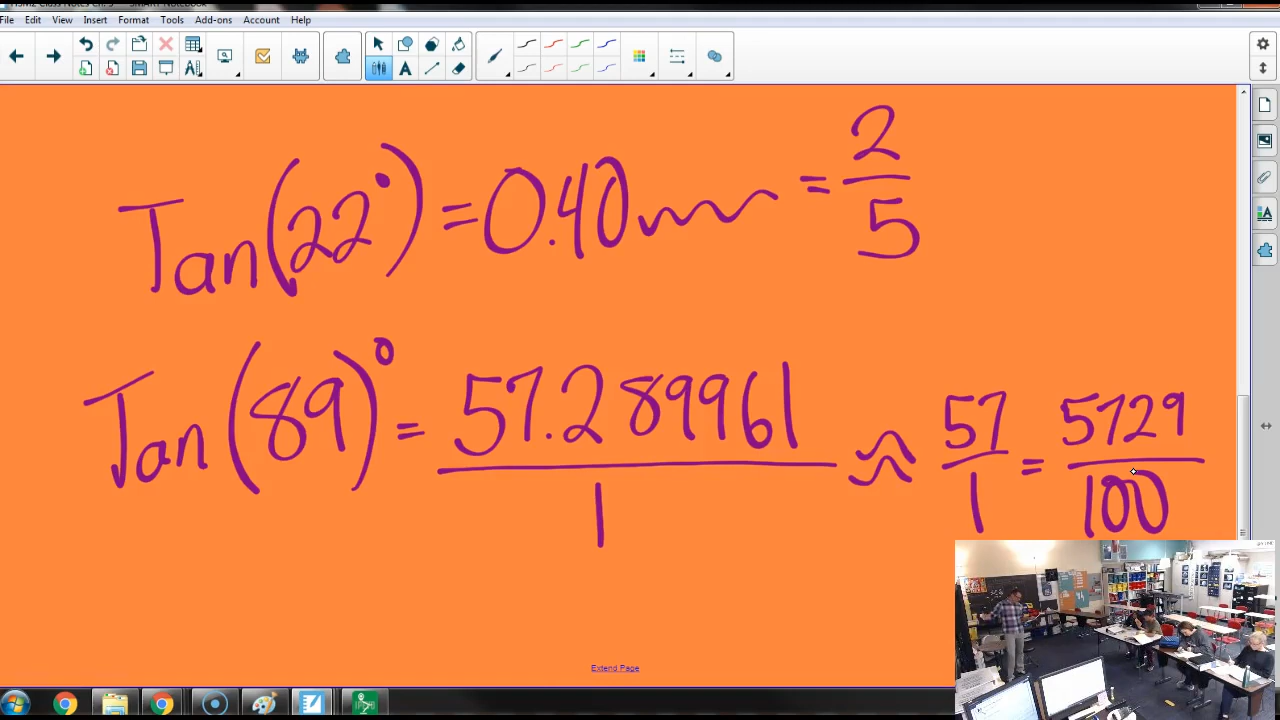 File Edit View Insert Format Tools Add-ons Account Help
Tan(22°) = 0.40 = 2/5
Tan(89)° = 57.289961/1 ≈ 57/1 = 5729/100
Extend Page